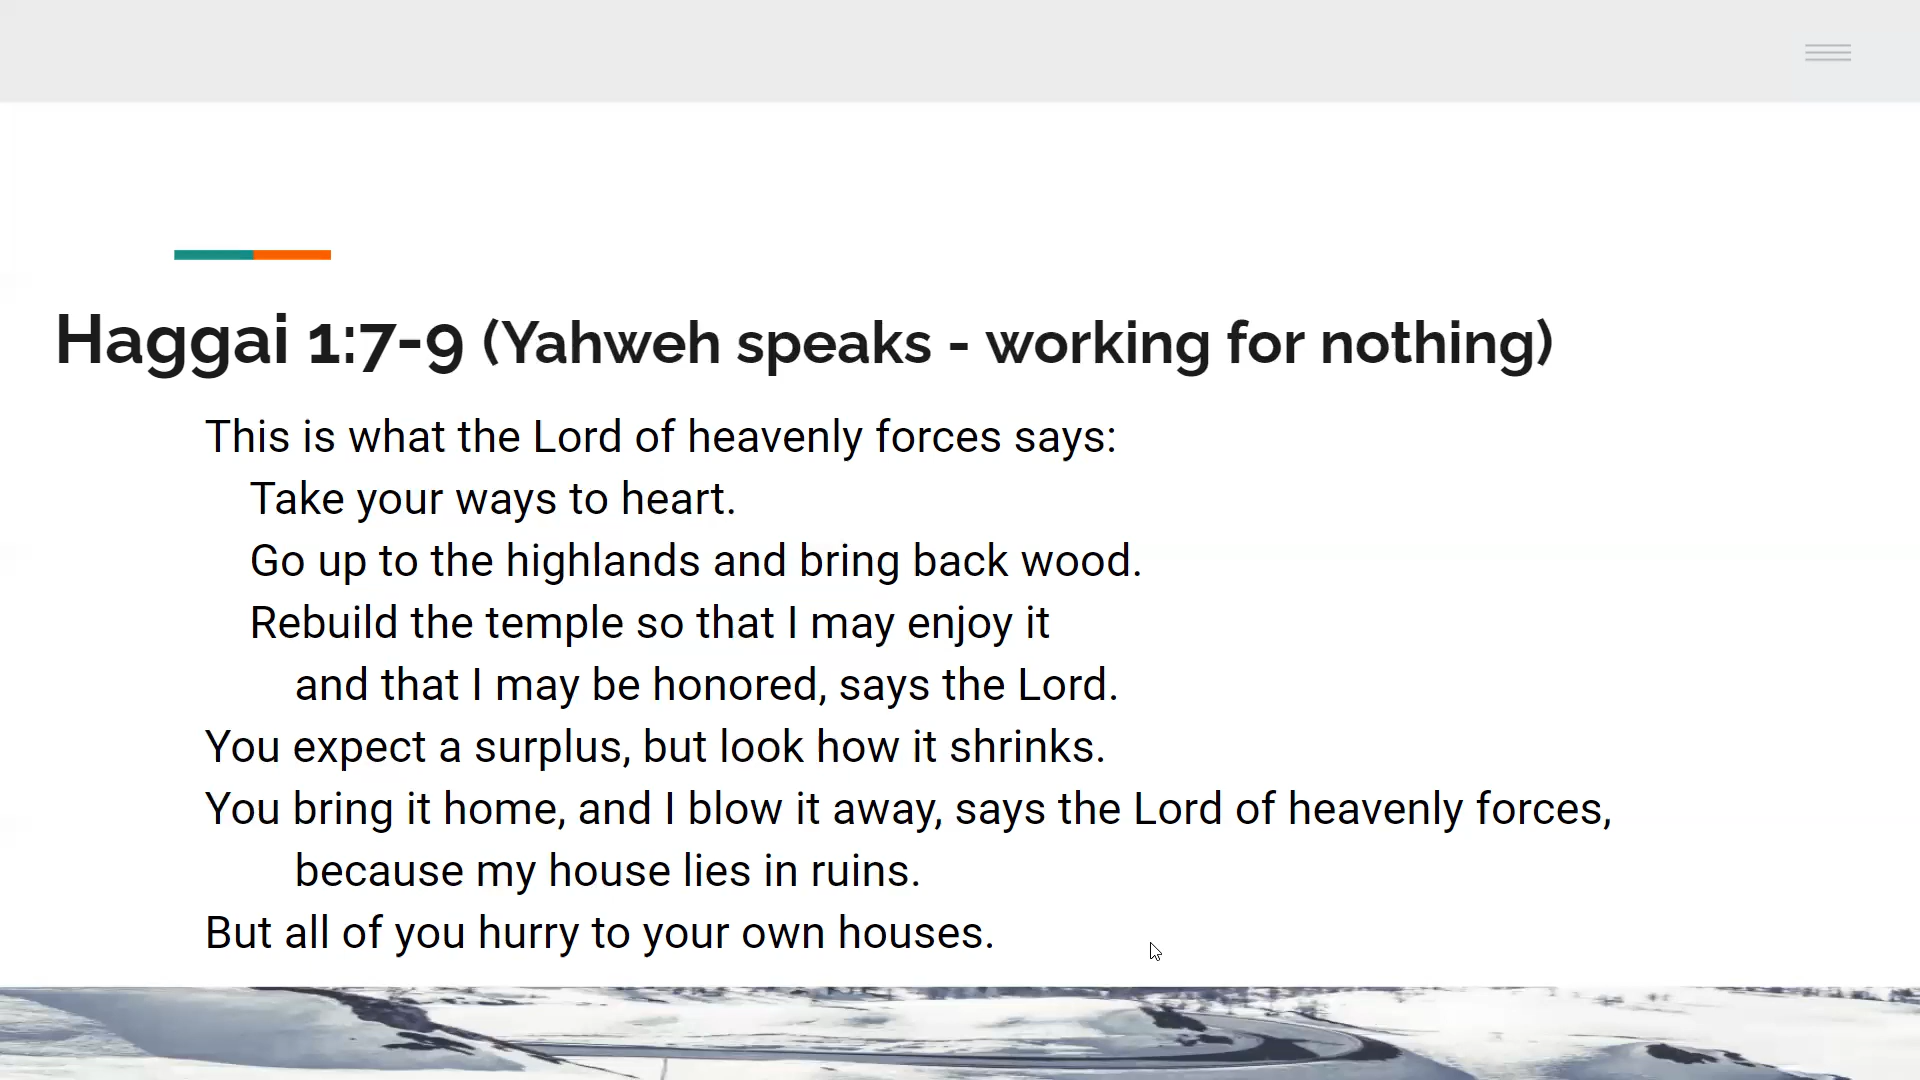 Haggai 1:7-9 (Yahweh speaks - working for nothing)
This is what the Lord of heavenly forces says:
Take your ways to heart.
Go up to the highlands and bring back wood.
Rebuild the temple so that I may enjoy it
and that I may be honored, says the Lord.
You expect a surplus, but look how it shrinks.
You bring it home, and I blow it away, says the Lord of heavenly forces,
because my house lies in ruins.
But all of you hurry to your own houses.